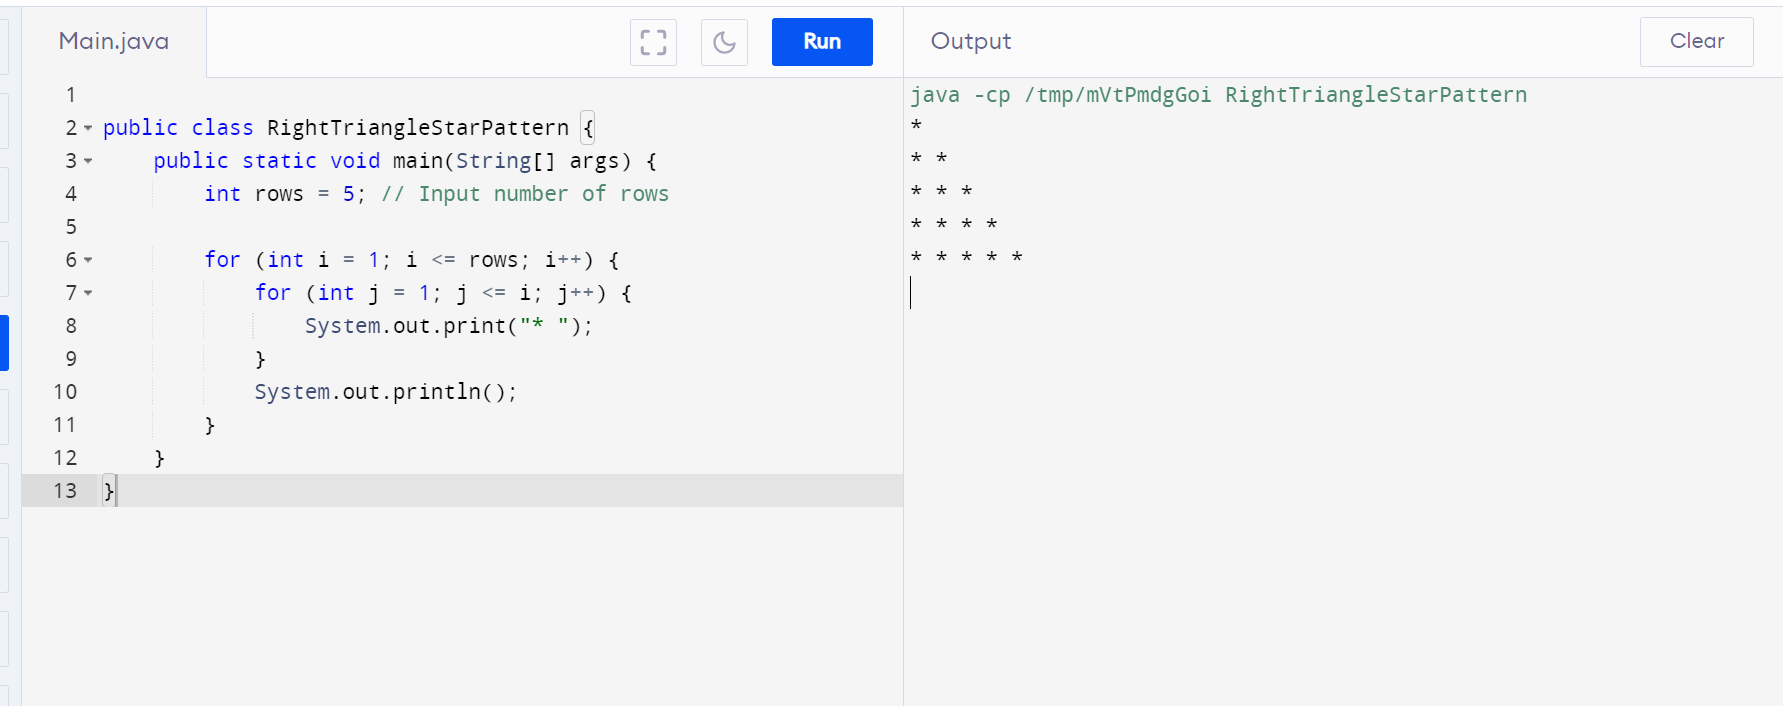 Main.java
Run
1
2 public class RightTriangleStarPattern {
3     public static void main(String[] args) {
4         int rows = 5; // Input number of rows
5
6         for (int i = 1; i <= rows; i++) {
7             for (int j = 1; j <= i; j++) {
8                 System.out.print("* ");
9             }
10            System.out.println();
11        }
12    }
13 }
Output
Clear
java -cp /tmp/mVtPmdgGoi RightTriangleStarPattern
*
* *
* * *
* * * *
* * * * *